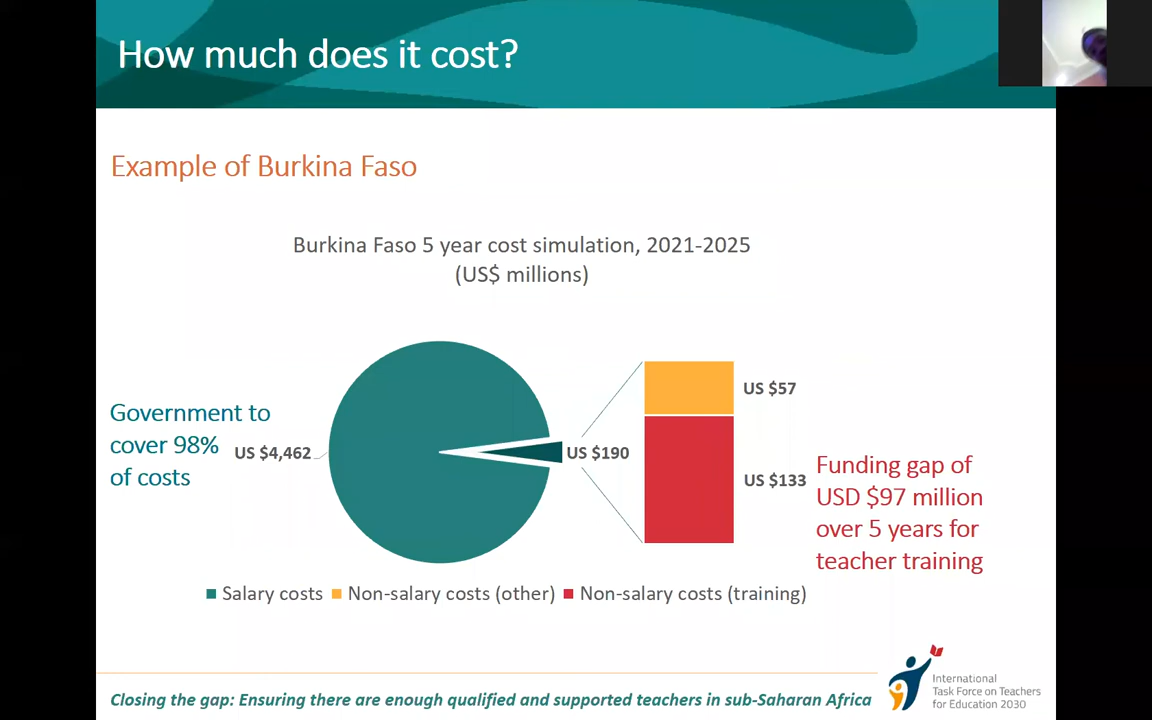 How much does it cost?
Example of Burkina Faso
Burkina Faso 5 year cost simulation, 2021-2025
(US$ millions)
Government to
cover 98%
of costs
US $4,462
US $190
US $57
US $133
Funding gap of
USD $97 million
over 5 years for
teacher training
Salary costs
Non-salary costs (other)
Non-salary costs (training)
Closing the gap: Ensuring there are enough qualified and supported teachers in sub-Saharan Africa
International
Task Force on Teachers
for Education 2030